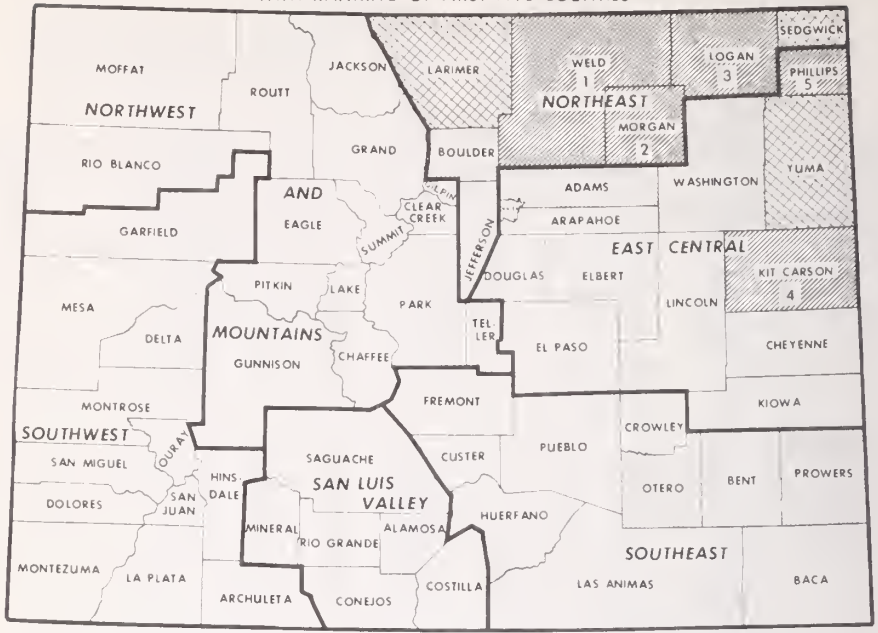 SEDGWICK
MOFFAT
JACKSON
LARIMER
WELD
1
LOGAN
3
PHILLIPS
5
ROUTT
NORTHWEST
NORTHEAST
MORGAN
2
GRAND
BOULDER
RIO BLANCO
YUMA
WASHINGTON
ADAMS
AND
EAGLE
CLEAR
CREEK
ARAPAHOE
GARFIELD
SUMMIT
JEFFERSON
EAST CENTRAL
DOUGLAS
ELBERT
KIT CARSON
4
PITKIN
LAKE
PARK
LINCOLN
MESA
DELTA
MOUNTAINS
GUNNISON
CHAFFEE
TEL-
LER
EL PASO
CHEYENNE
MONTROSE
FREMONT
KIOWA
SOUTHWEST
OURAY
CROWLEY
SAN MIGUEL
SAGUACHE
CUSTER
PUEBLO
HINS
DALE
SAN LUIS
VALLEY
OTERO
BENT
PROWERS
DOLORES
SAN
JUAN
MINERAL
RIO GRANDE
ALAMOSA
HUERFANO
SOUTHEAST
MONTEZUMA
LA PLATA
ARCHULETA
CONEJOS
COSTILLA
LAS ANIMAS
BACA